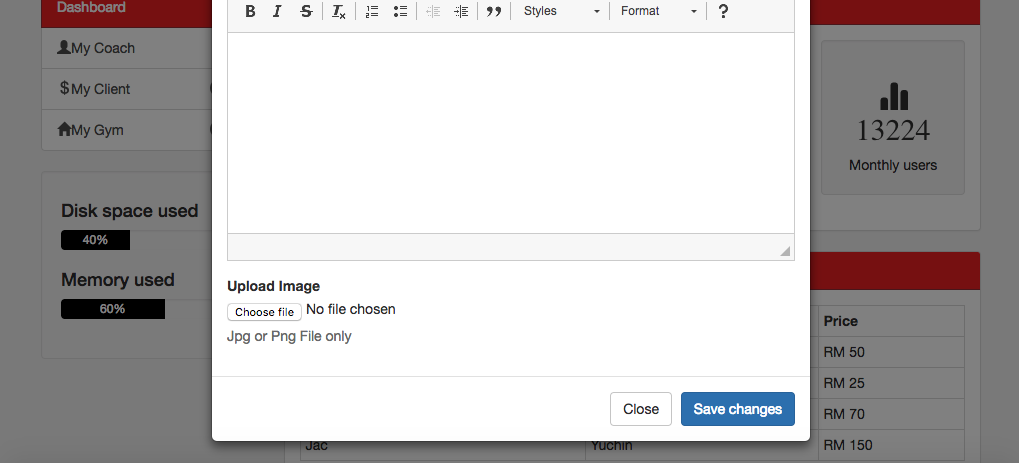 Dashboard
My Coach
My Client
My Gym
Disk space used
40%
Memory used
60%
B I S Tx Styles Format ?
Upload Image
Choose file No file chosen
Jpg or Png File only
Close Save changes
13224
Monthly users
Price
RM 50
RM 25
RM 70
Jac Yuchin RM 150